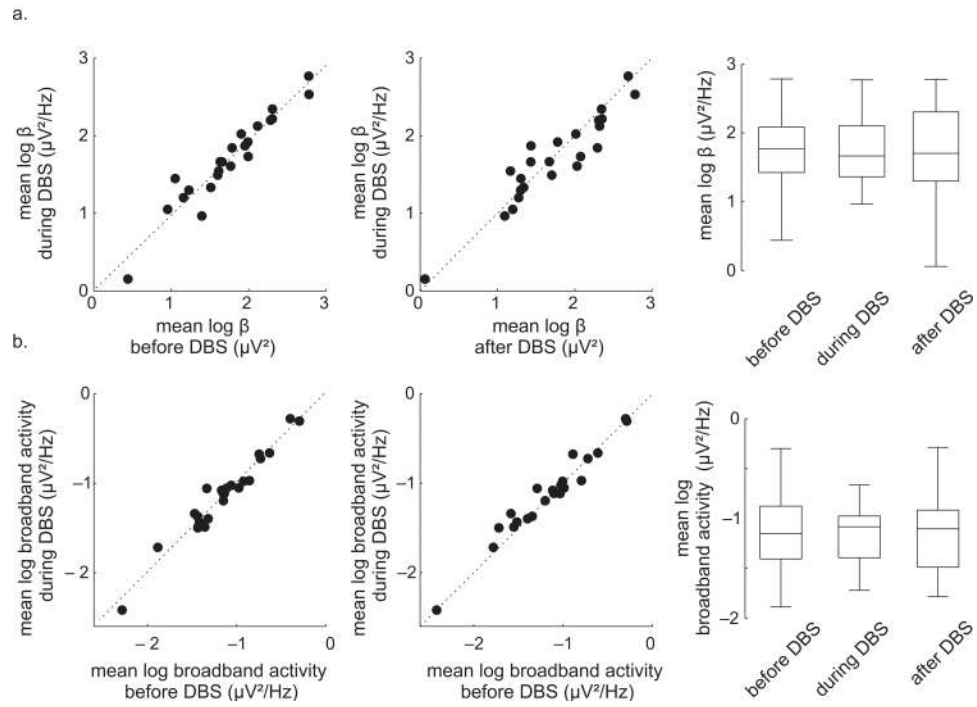 a.
3
2
1
0
mean log β
during DBS (µV²/Hz)
0 1 2 3
mean log β
before DBS (µV²)
3
2
1
0
mean log β
during DBS (µV²/Hz)
0 1 2 3
mean log β
after DBS (µV²)
3
2
1
0
mean log β (µV²/Hz)
before DBS
during DBS
after DBS
b.
0
−1
−2
mean log broadband activity
during DBS (µV²/Hz)
−2 −1 0
mean log broadband activity
before DBS (µV²/Hz)
0
−1
−2
mean log broadband activity
during DBS (µV²/Hz)
−2 −1 0
mean log broadband activity
before DBS (µV²/Hz)
0
−1
−2
mean log
broadband activity (µV²/Hz)
before DBS
during DBS
after DBS